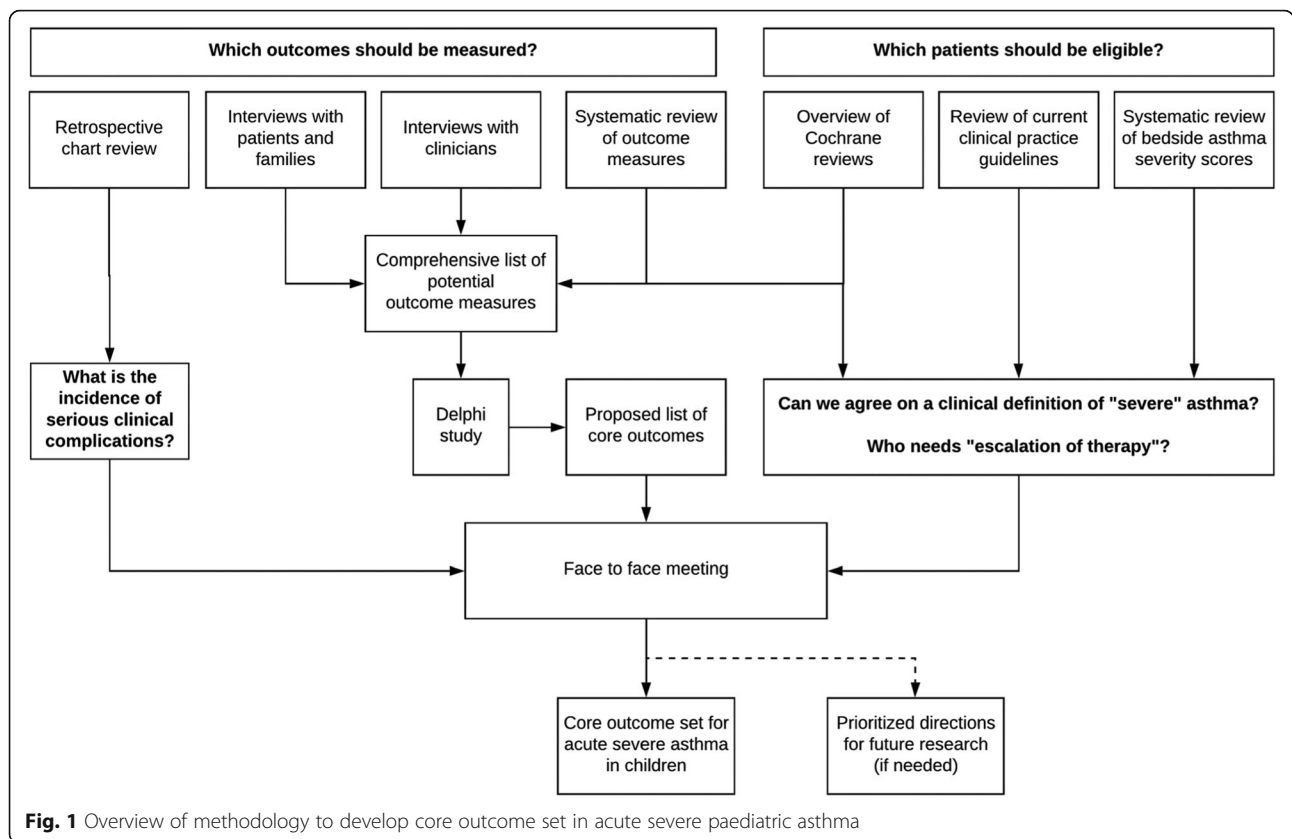 Which outcomes should be measured?
Which patients should be eligible?
Retrospective
chart review
Interviews with
patients and
families
Interviews with
clinicians
Systematic review
of outcome
measures
Overview of
Cochrane
reviews
Review of current
clinical practice
guidelines
Systematic review
of bedside asthma
severity scores
Comprehensive list of
potential
outcome measures
What is the
incidence of
serious clinical
complications?
Delphi
study
Proposed list of
core outcomes
Can we agree on a clinical definition of "severe" asthma?
Who needs "escalation of therapy"?
Face to face meeting
Core outcome set for
acute severe asthma
in children
Prioritized directions
for future research
(if needed)
Fig. 1 Overview of methodology to develop core outcome set in acute severe paediatric asthma